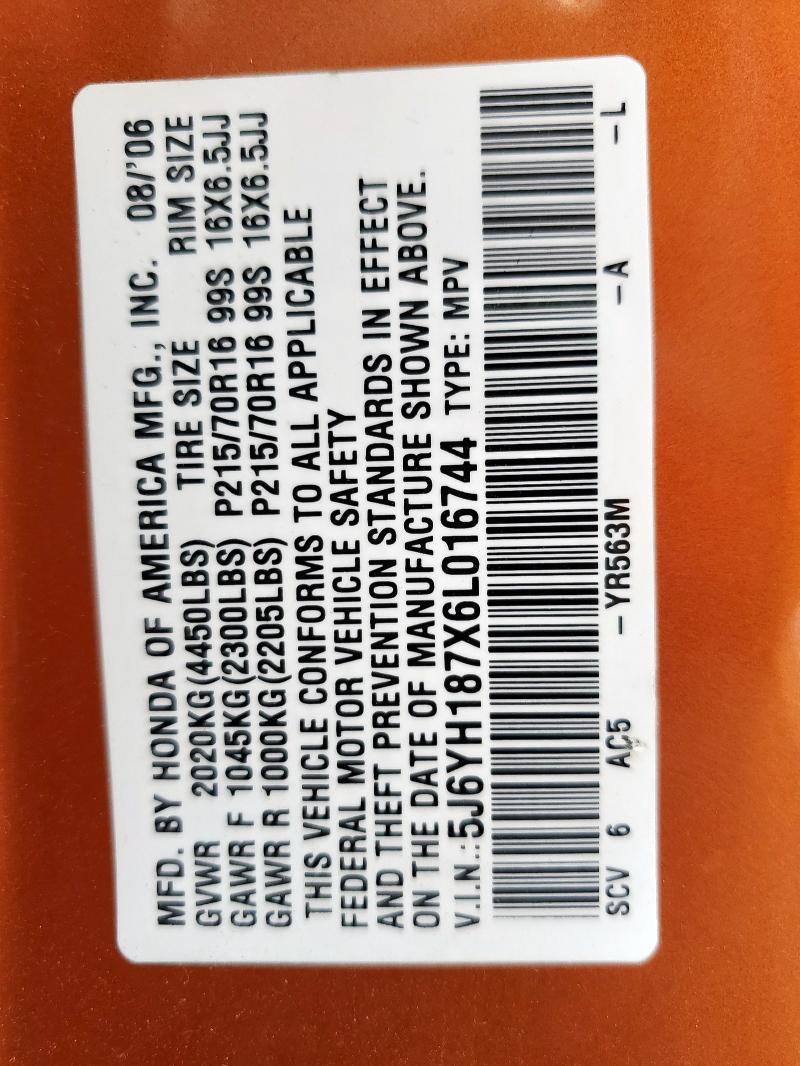 MFD. BY HONDA OF AMERICA MFG., INC. 08/'06
GVWR 2020KG(4450LBS) TIRE SIZE RIM SIZE
GAWR F 1045KG(2300LBS) P215/70R16 99S 16X6.5JJ
GAWR R 1000KG(2205LBS) P215/70R16 99S 16X6.5JJ
THIS VEHICLE CONFORMS TO ALL APPLICABLE
FEDERAL MOTOR VEHICLE SAFETY
AND THEFT PREVENTION STANDARDS IN EFFECT
ON THE DATE OF MANUFACTURE SHOWN ABOVE.
V.I.N.:5J6YH187X6L016744 TYPE: MPV
SCV 6 AC5 –YR563M –A –L